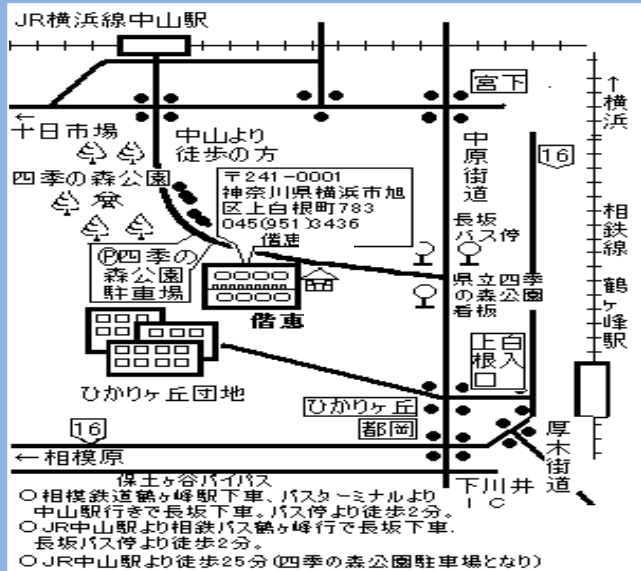 JR横浜線中山駅
宮下
↑横浜
←
十日市場
中山より
徒歩の方
中原街道
16
四季の森公園
〒241-0001
神奈川県横浜市旭
区上白根町783
045(951)3436
偕恵
長坂
バス停
相鉄線 鶴ヶ峰駅
Ⓟ四季の
森公園
駐車場
県立四季
の森公園
看板
偕恵
上白根入口
ひかりヶ丘団地
ひかりヶ丘
都岡
16
←相模原
厚木街道
保土ヶ谷バイパス
下川井
IC
○相模鉄道鶴ヶ峰駅下車、バスターミナルより
中山駅行きで長坂下車。バス停より徒歩2分。
○JR中山駅より相鉄バス鶴ヶ峰行で長坂下車.
長坂バス停より徒歩2分。
○JR中山駅より徒歩25分(四季の森公園駐車場となり)